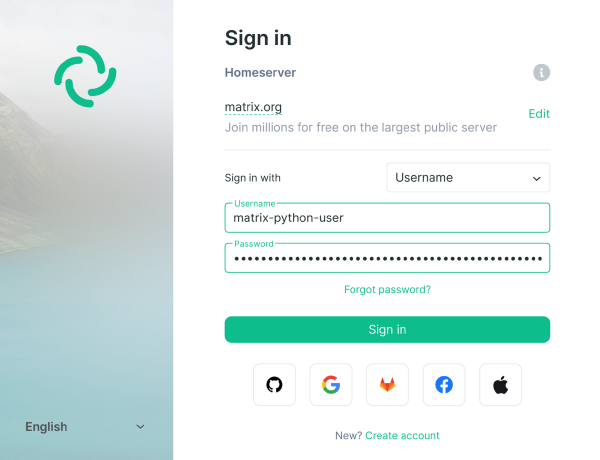 Sign in
Homeserver
matrix.org
Edit
Join millions for free on the largest public server
Sign in with
Username
Username
matrix-python-user
Password
Forgot password?
Sign in
English
New? Create account